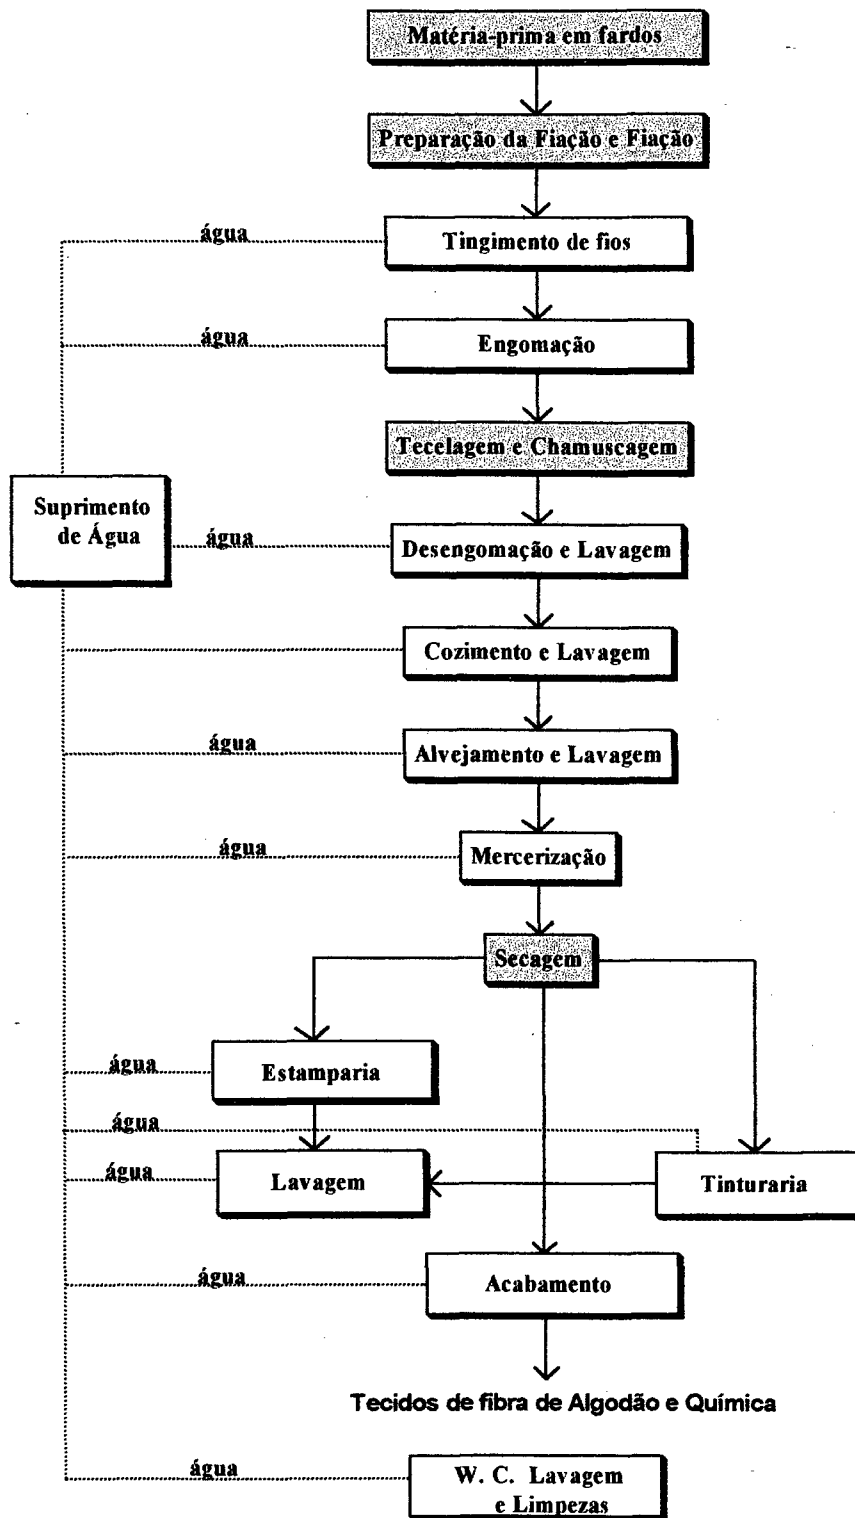 Matéria-prima em fardos
Preparação da Fiação e Fiação
água
Tingimento de fios
água
Engomação
Tecelagem e Chamuscagem
Suprimento
de Água
água
Desengomação e Lavagem
Cozimento e Lavagem
água
Alvejamento e Lavagem
água
Mercerização
Secagem
água
Estamparia
água
água
Lavagem
Tinturaria
água
Acabamento
Tecidos de fibra de Algodão e Química
água
W. C. Lavagem
e Limpezas